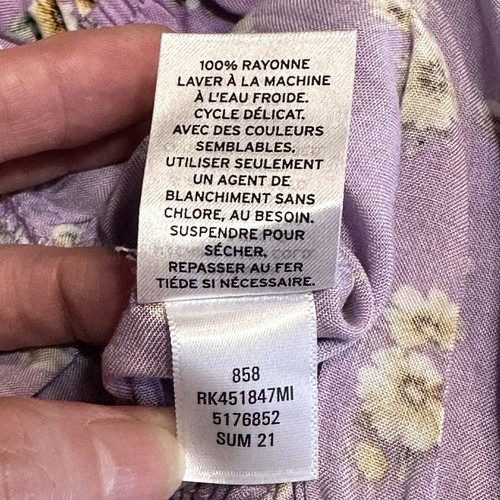 100% RAYONNE
LAVER À LA MACHINE
À L'EAU FROIDE.
CYCLE DÉLICAT.
AVEC DES COULEURS
SEMBLABLES.
UTILISER SEULEMENT
UN AGENT DE
BLANCHIMENT SANS
CHLORE, AU BESOIN.
SUSPENDRE POUR
SÉCHER.
REPASSER AU FER
TIÉDE SI NÉCESSAIRE.
858
RK451847MI
5176852
SUM 21